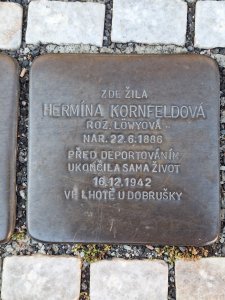 ZDE ŽILA
HERMÍNA KORNFELDOVÁ
ROZ. LÖWYOVÁ
NAR. 22.6.1886
PŘED DEPORTOVÁNÍM
UKONČILA SAMA ŽIVOT
16.12.1942
VE LHOTĚ U DOBRUŠKY